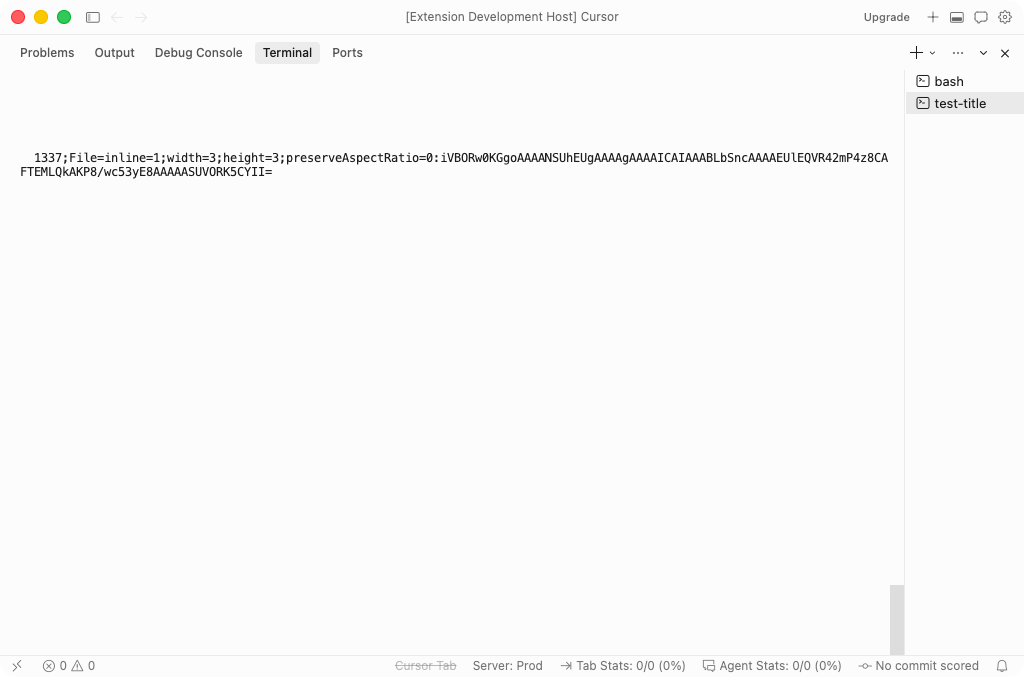 [Extension Development Host] Cursor
Upgrade
Problems Output Debug Console Terminal Ports
bash
test-title
1337;File=inline=1;width=3;height=3;preserveAspectRatio=0:iVBORw0KGgoAAAANSUhEUgAAAAgAAAAICAIAAABLbSncAAAAEUlEQVR42mP4z8CA
FTEMLQkAKP8/wc53yE8AAAAASUVORK5CYII=
0 0 Cursor Tab Server: Prod Tab Stats: 0/0 (0%) Agent Stats: 0/0 (0%) No commit scored